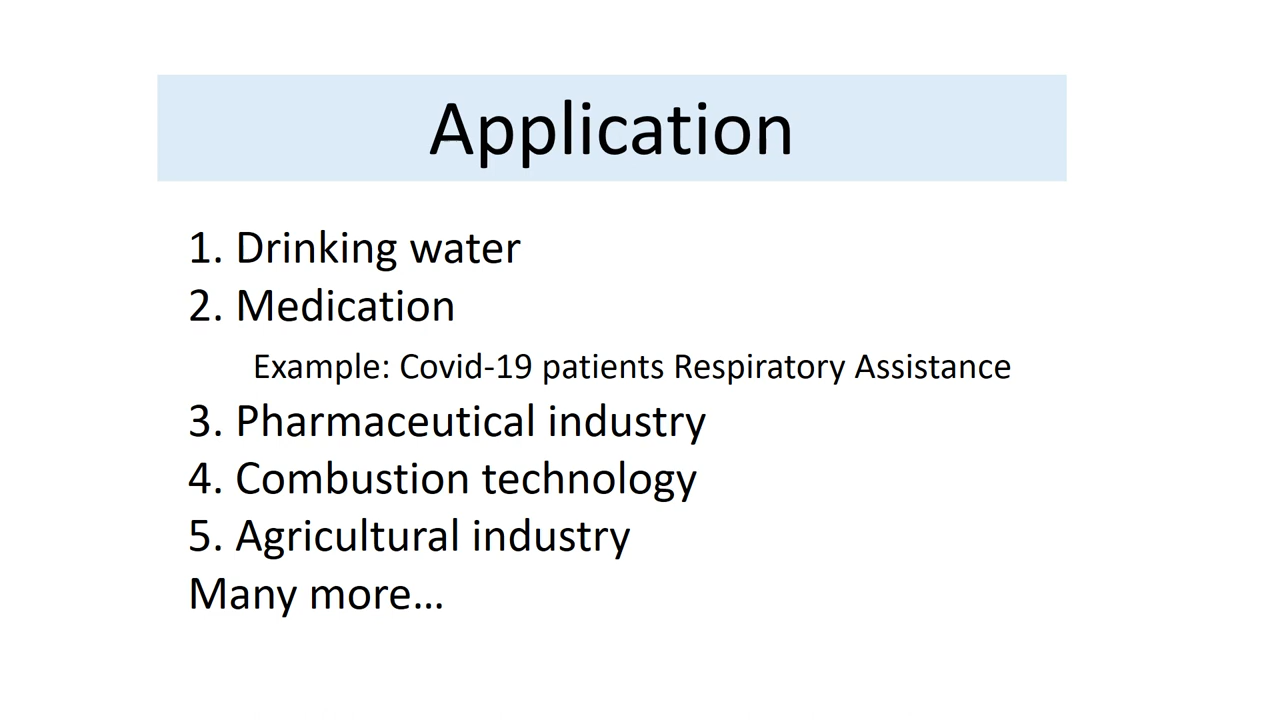 Application
1. Drinking water
2. Medication
Example: Covid-19 patients Respiratory Assistance
3. Pharmaceutical industry
4. Combustion technology
5. Agricultural industry
Many more…